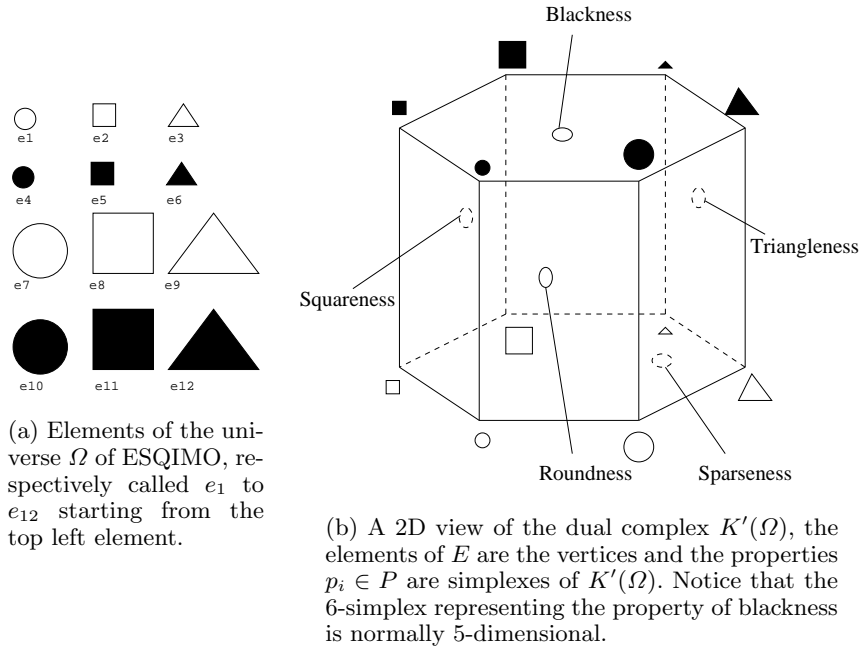 e1 e2 e3
e4 e5 e6
e7 e8 e9
e10 e11 e12
(a) Elements of the uni-
verse Ω of ESQIMO, re-
spectively called e₁ to
e₁₂ starting from the
top left element.
Blackness
Triangleness
Squareness
Roundness
Sparseness
(b) A 2D view of the dual complex K′(Ω), the
elements of E are the vertices and the properties
pᵢ ∈ P are simplexes of K′(Ω). Notice that the
6-simplex representing the property of blackness
is normally 5-dimensional.